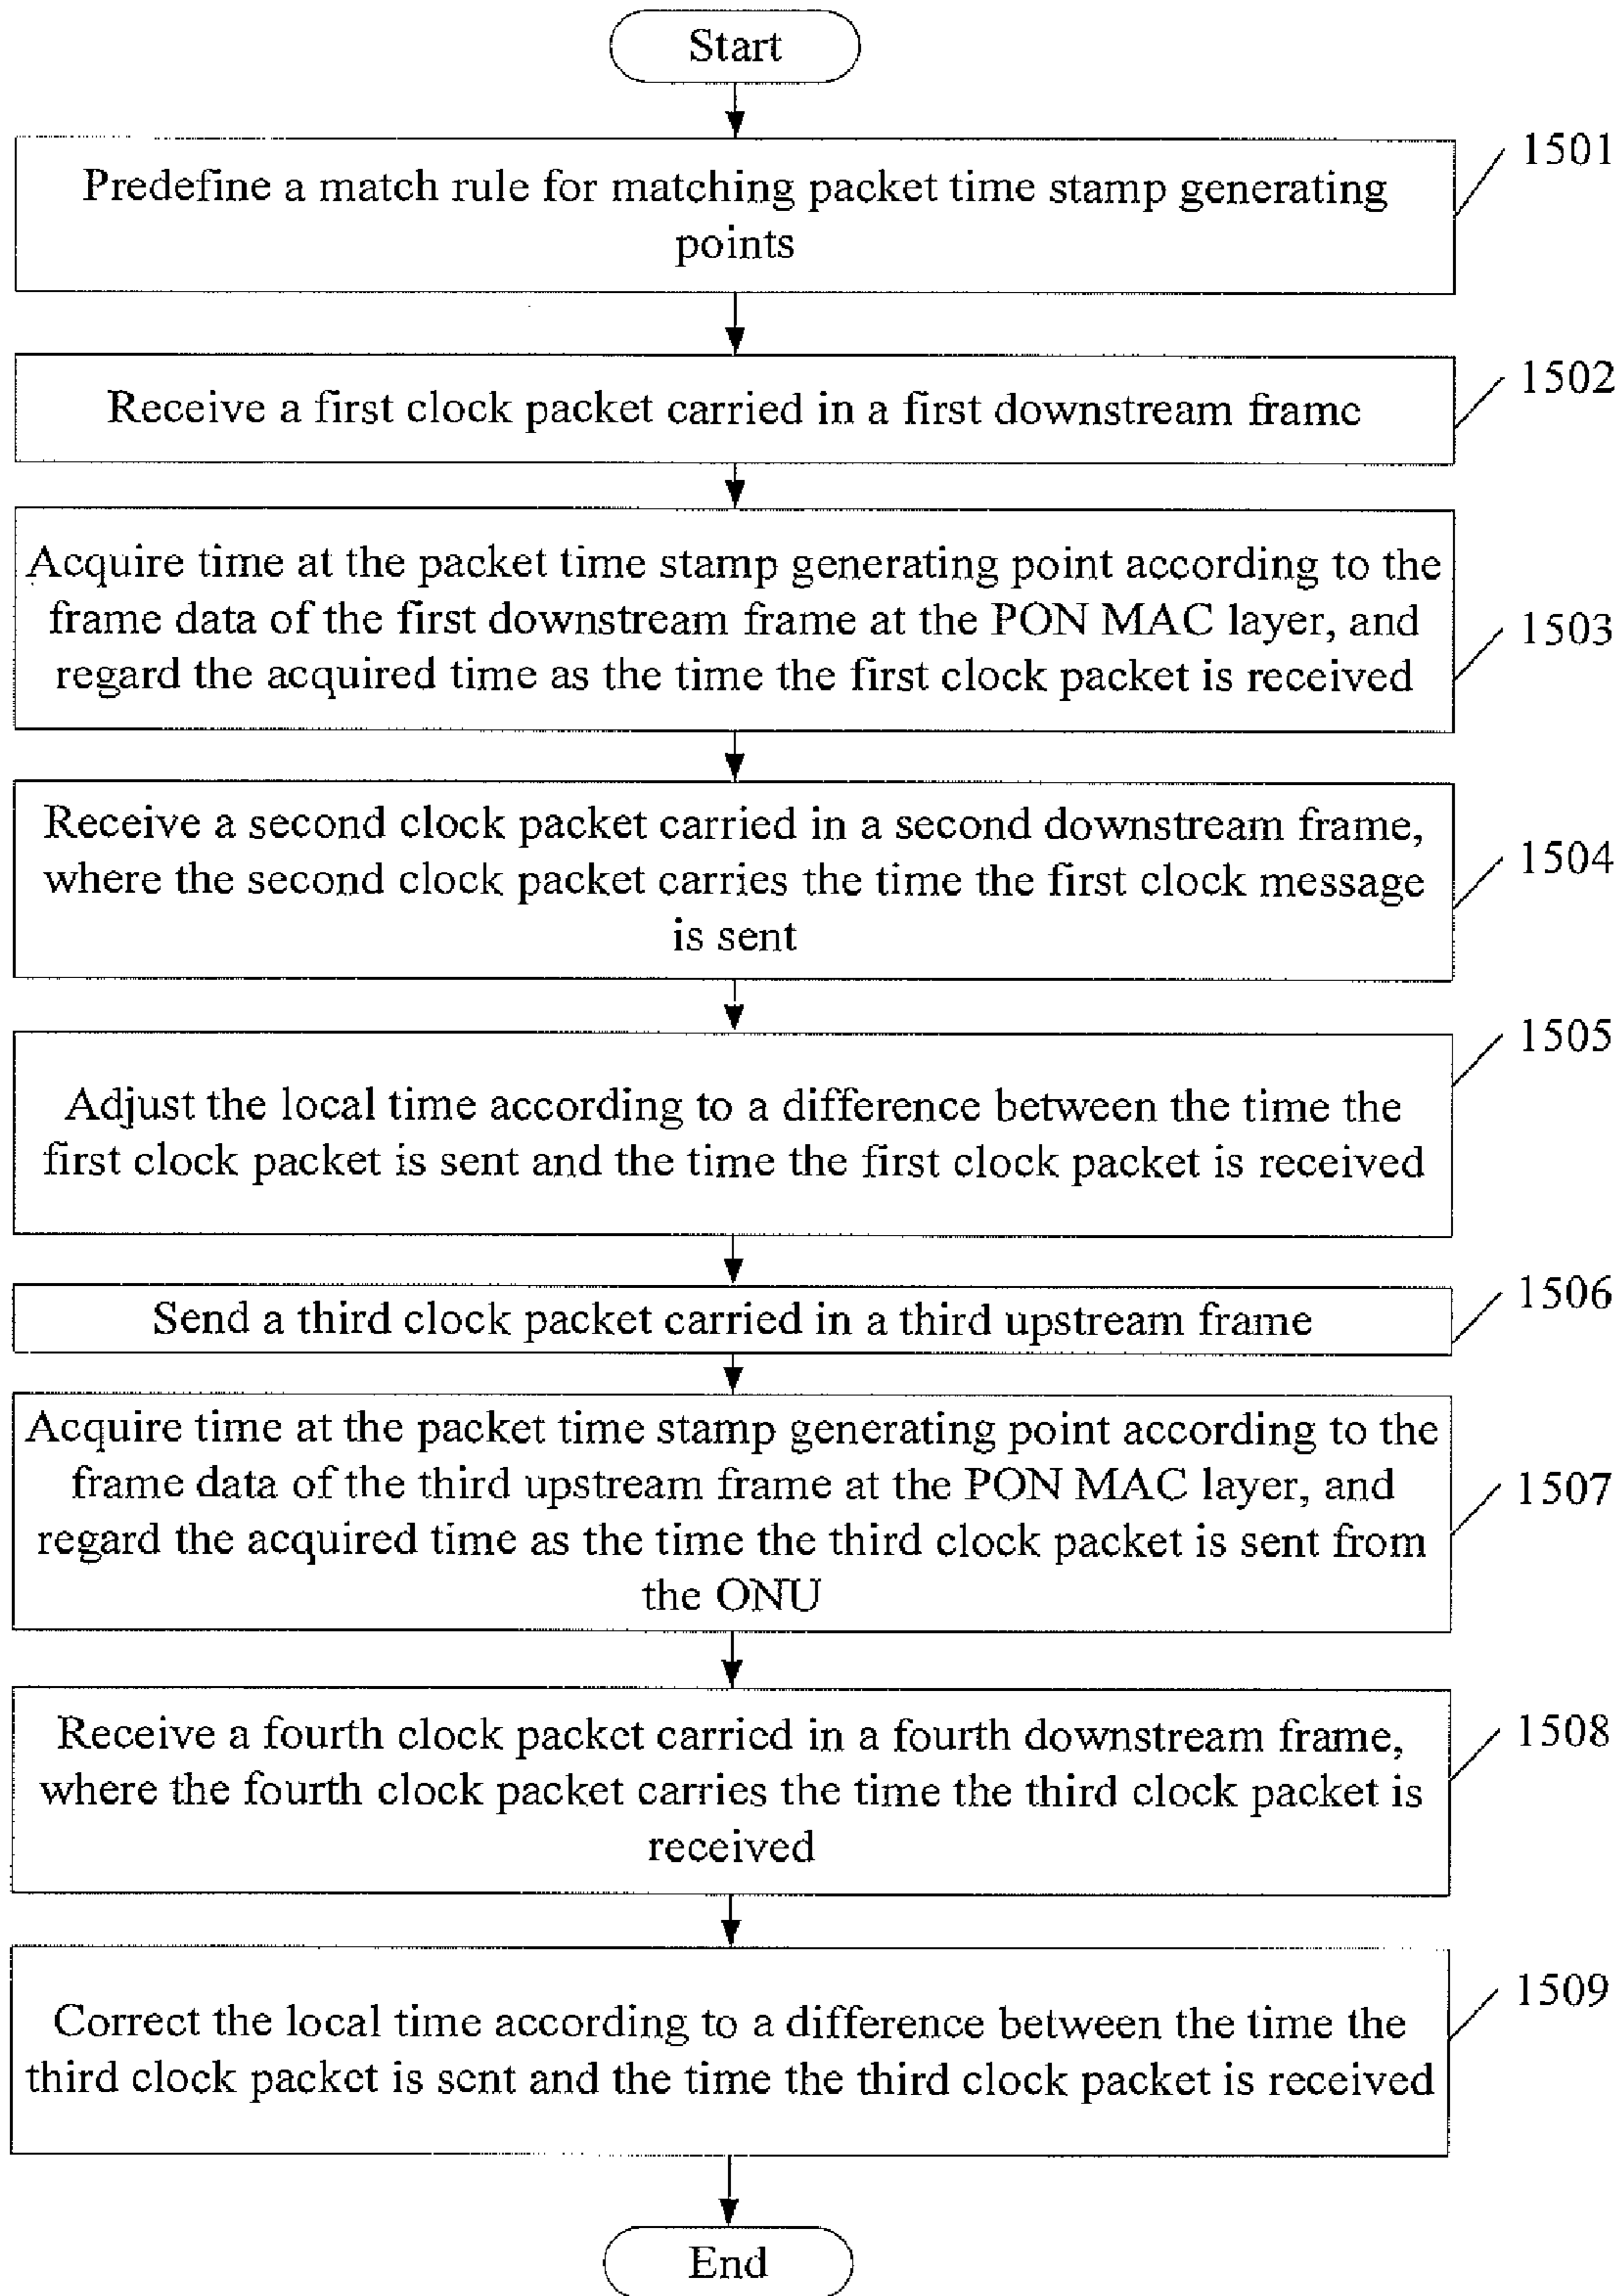 Start
Predefine a match rule for matching packet time stamp generating
points
1501
Receive a first clock packet carried in a first downstream frame
1502
Acquire time at the packet time stamp generating point according to the
frame data of the first downstream frame at the PON MAC layer, and
regard the acquired time as the time the first clock packet is received
1503
Receive a second clock packet carried in a second downstream frame,
where the second clock packet carries the time the first clock message
is sent
1504
Adjust the local time according to a difference between the time the
first clock packet is sent and the time the first clock packet is received
1505
Send a third clock packet carried in a third upstream frame
1506
Acquire time at the packet time stamp generating point according to the
frame data of the third upstream frame at the PON MAC layer, and
regard the acquired time as the time the third clock packet is sent from
the ONU
1507
Receive a fourth clock packet carried in a fourth downstream frame,
where the fourth clock packet carries the time the third clock packet is
received
1508
Correct the local time according to a difference between the time the
third clock packet is sent and the time the third clock packet is received
1509
End